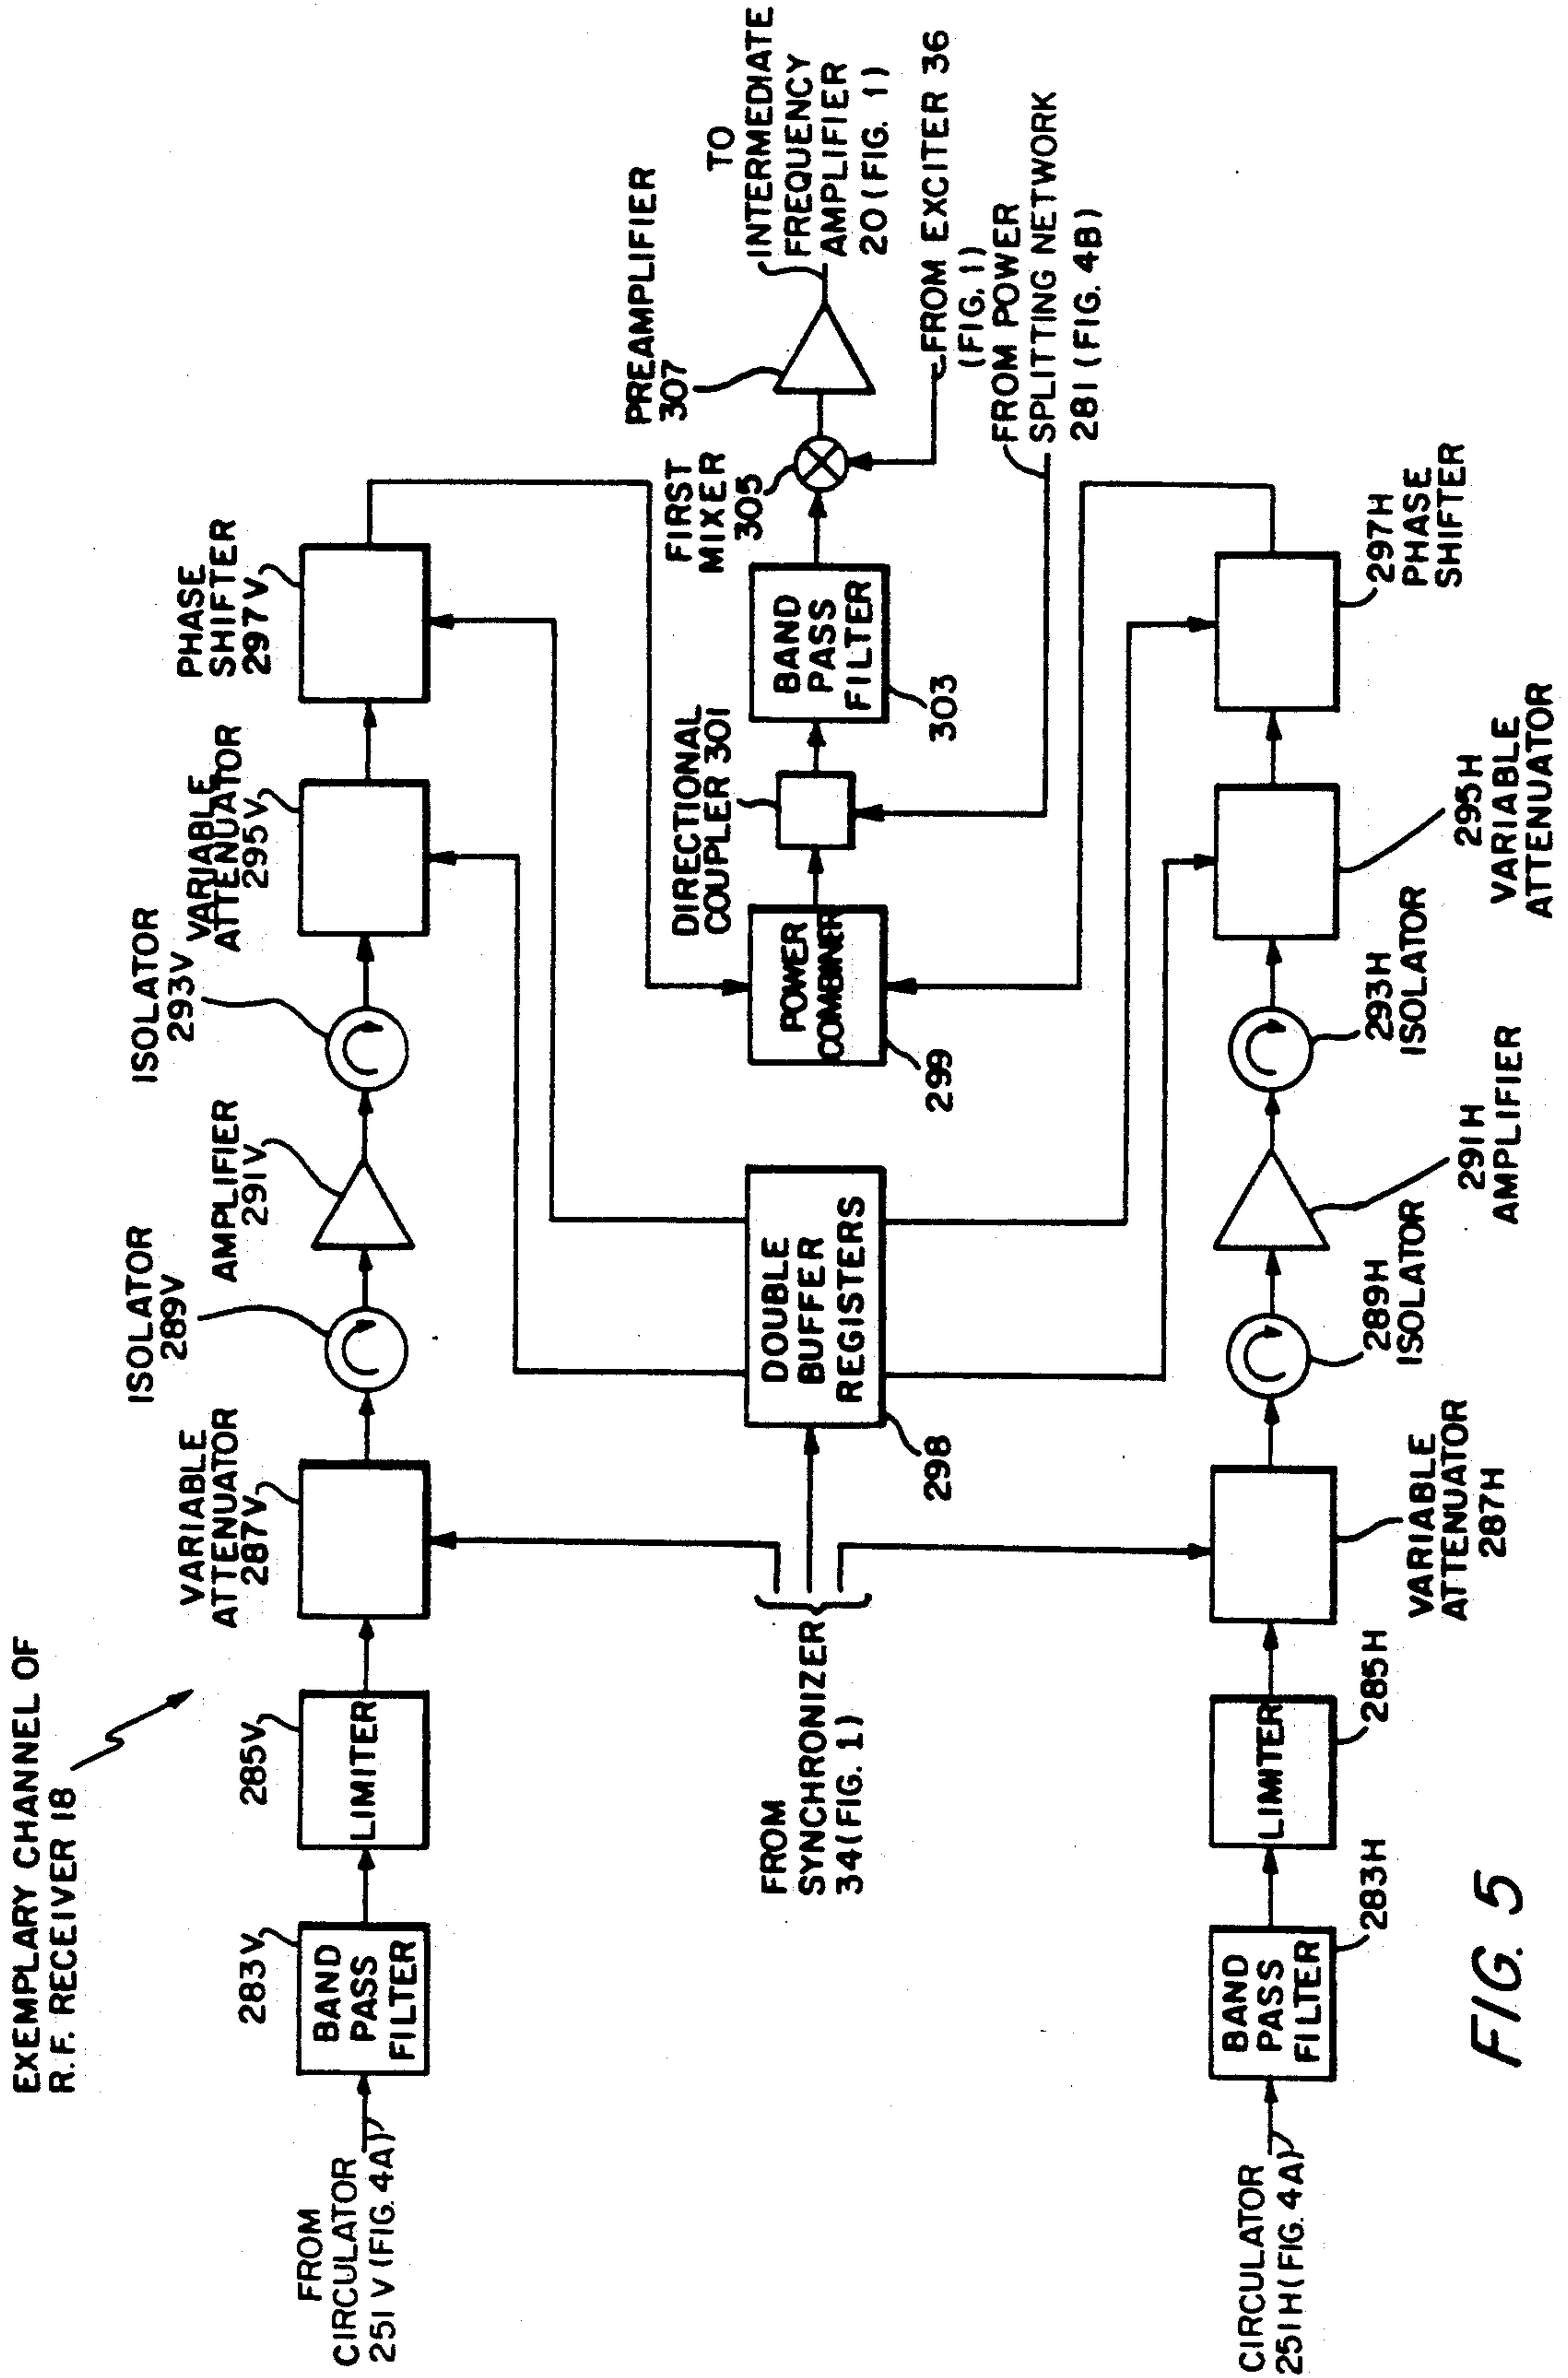 EXEMPLARY CHANNEL OF
R.F. RECEIVER 18
FROM
CIRCULATOR
251V (FIG. 4A)
283V
BAND
PASS
FILTER
285V
LIMITER
VARIABLE
ATTENUATOR
287V
ISOLATOR
289V
AMPLIFIER
291V
ISOLATOR
293V
VARIABLE
ATTENUATOR
295V
PHASE
SHIFTER
297V
FROM
SYNCHRONIZER
34(FIG. 1)
DOUBLE
BUFFER
REGISTERS
298
POWER
COMBINER
299
DIRECTIONAL
COUPLER 301
BAND
PASS
FILTER
303
FIRST
MIXER
305
PREAMPLIFIER
307
TO
INTERMEDIATE
FREQUENCY
AMPLIFIER
20 (FIG. 1)
FROM EXCITER 36
(FIG. 1)
FROM POWER
SPLITTING NETWORK
281 (FIG. 4B)
CIRCULATOR
251H (FIG. 4A)
BAND
PASS
FILTER
283H
LIMITER
285H
VARIABLE
ATTENUATOR
287H
289H
ISOLATOR
291H
AMPLIFIER
293H
ISOLATOR
295H
VARIABLE
ATTENUATOR
297H
PHASE
SHIFTER
FIG. 5